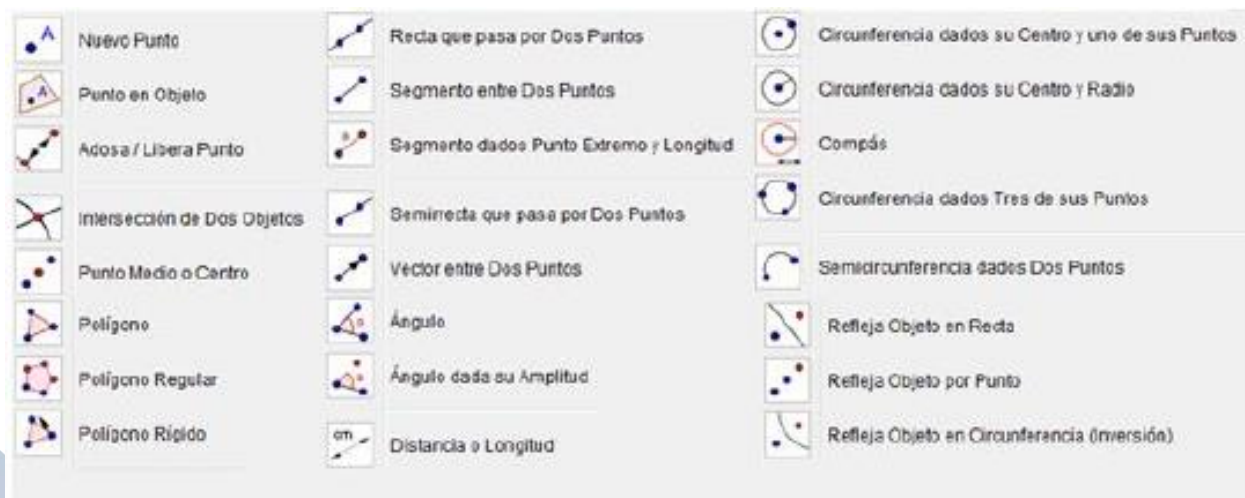 Nuevo Punto
Punto en Objeto
Adosa / Libera Punto
Intersección de Dos Objetos
Punto Medio o Centro
Polígono
Polígono Regular
Polígono Rígido
Recta que pasa por Dos Puntos
Segmento entre Dos Puntos
Segmento dados Punto Extremo y Longitud
Semirrecta que pasa por Dos Puntos
Vector entre Dos Puntos
Ángulo
Ángulo dada su Amplitud
cm
Distancia o Longitud
Circunferencia dados su Centro y uno de sus Puntos
Circunferencia dados su Centro y Radio
Compás
Circunferencia dados Tres de sus Puntos
Semicircunferencia dados Dos Puntos
Refleja Objeto en Recta
Refleja Objeto por Punto
Refleja Objeto en Circunferencia (Inversión)